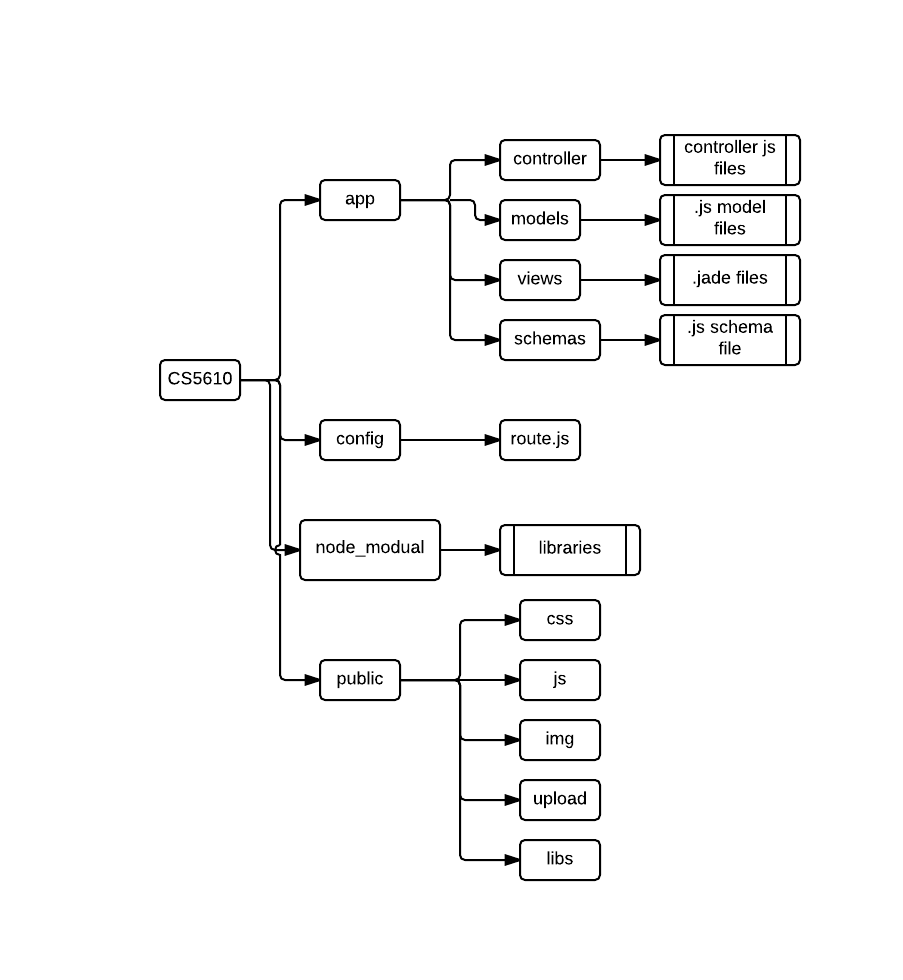 controller js
files
controller
app
.js model
files
models
views
.jade files
schemas
.js schema
file
CS5610
config
route.js
node_modual
libraries
css
public
js
img
upload
libs